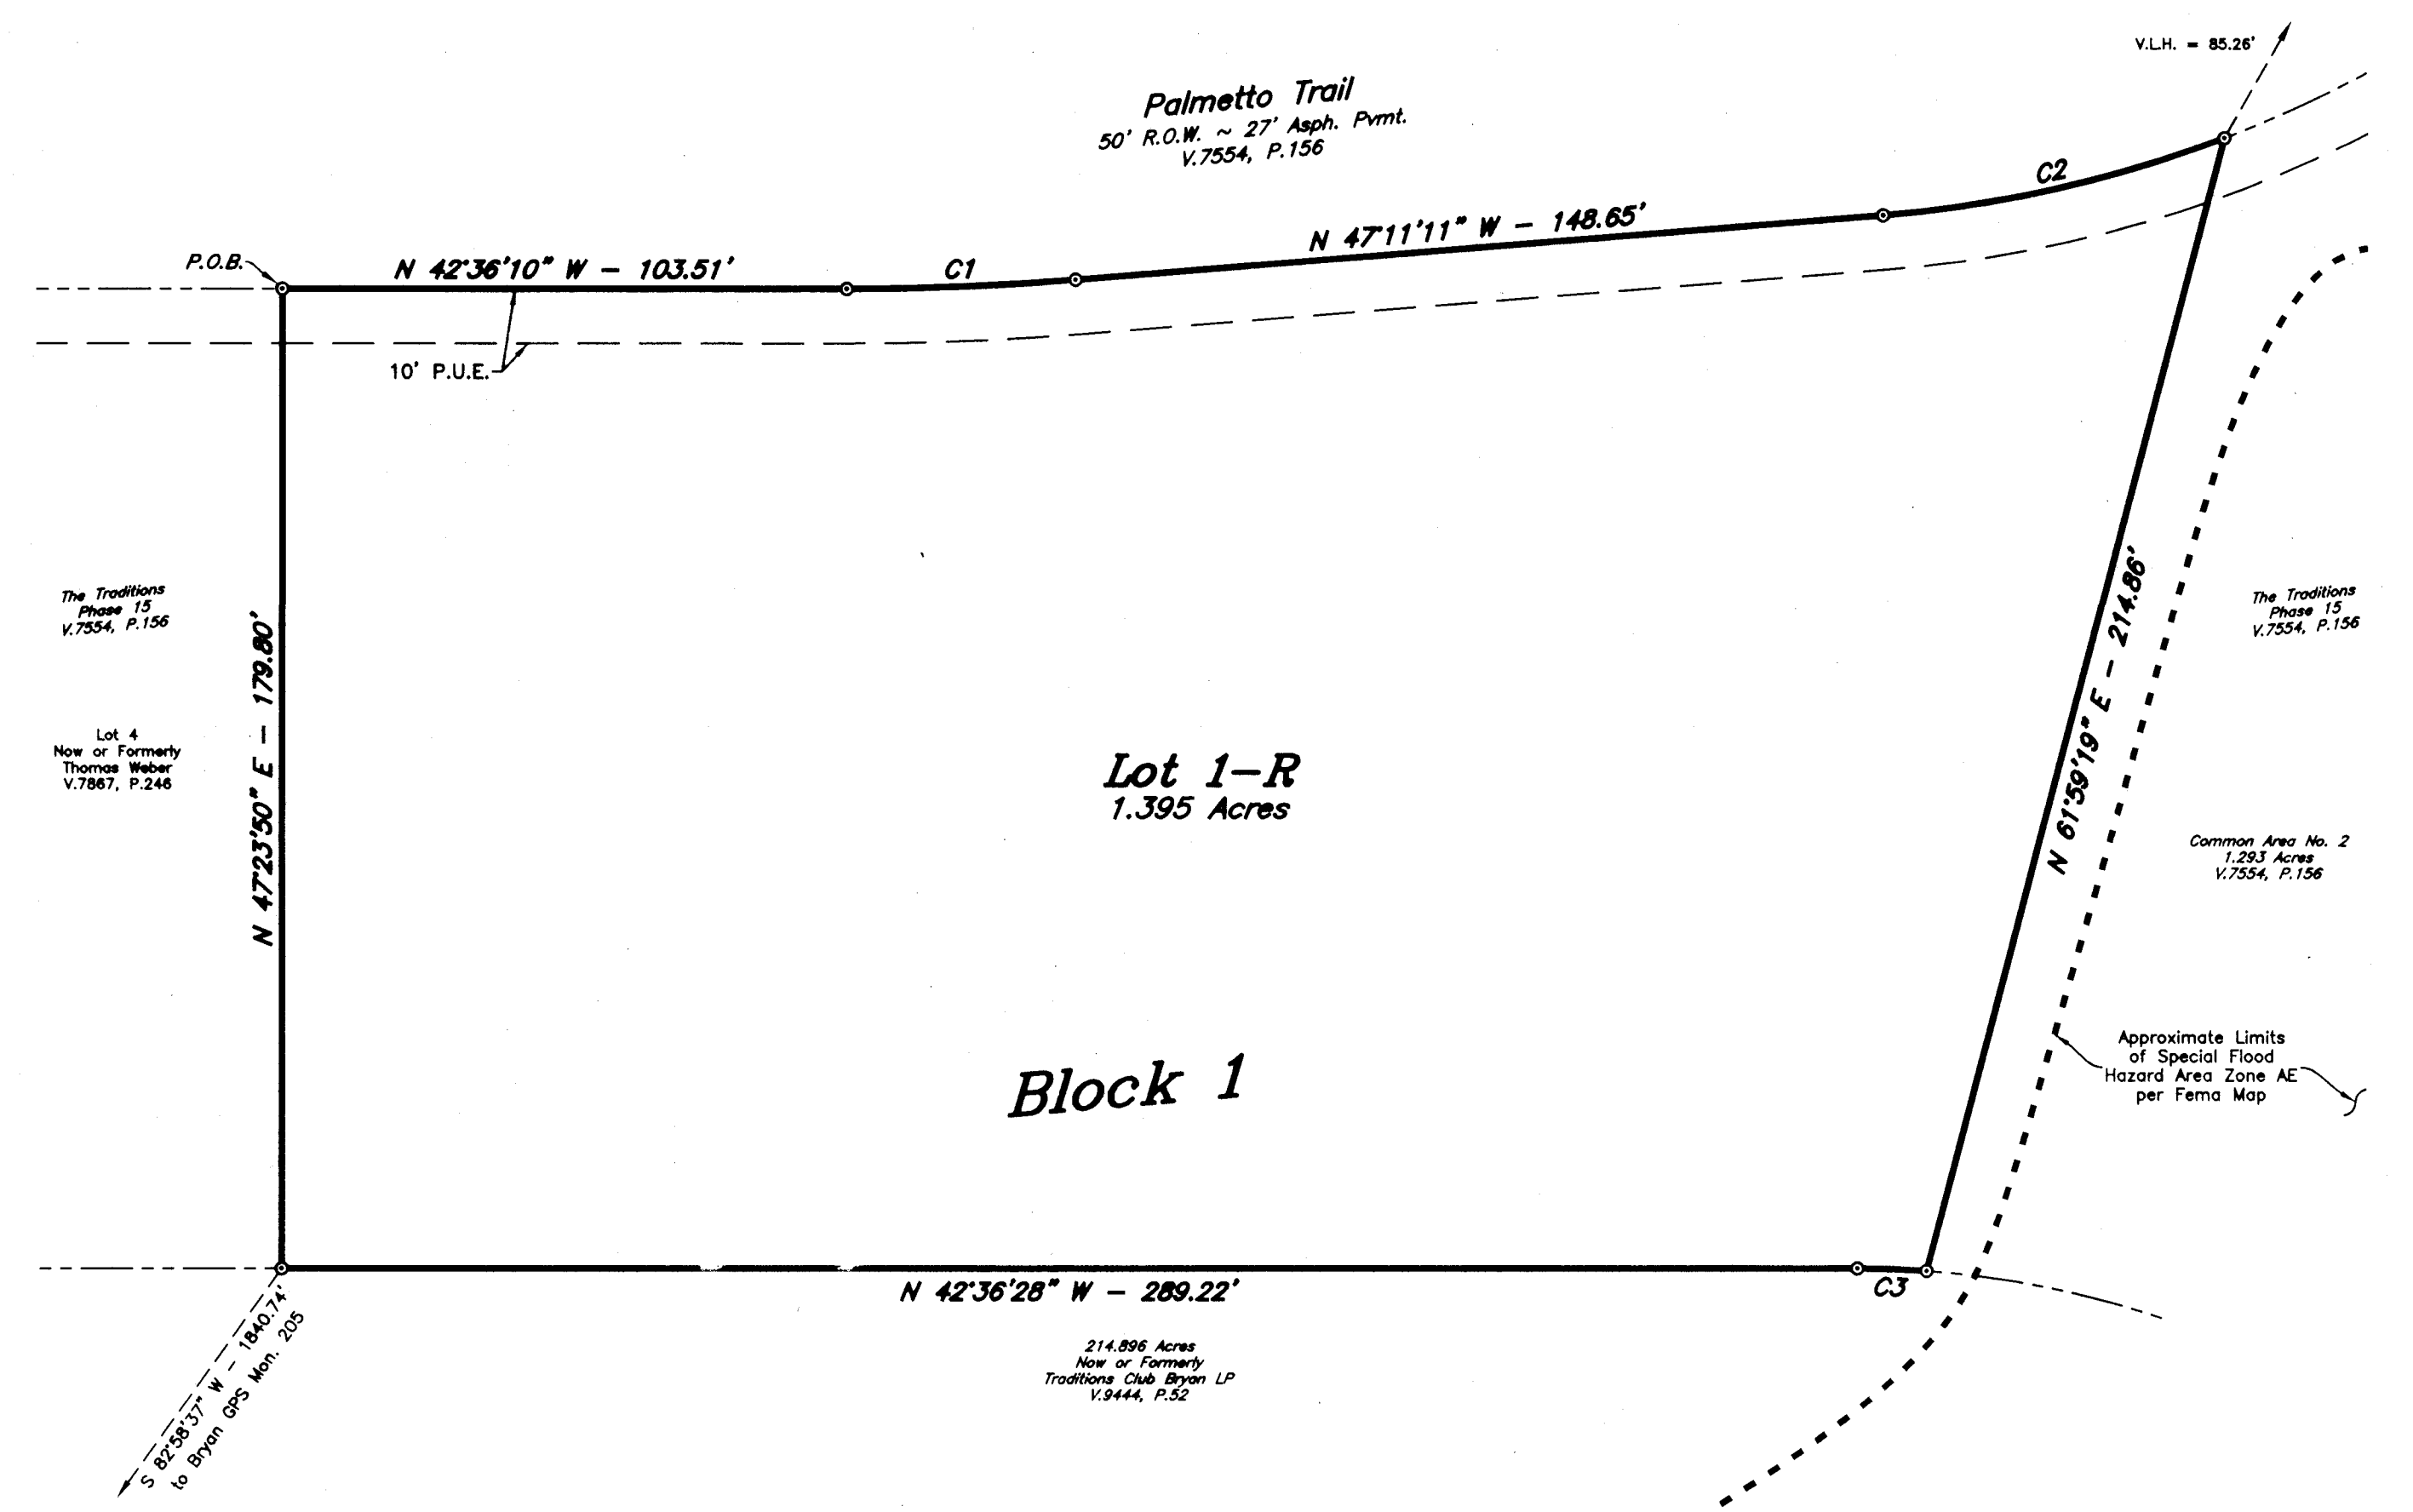 V.L.H. = 85.26'
Palmetto Trail
50' R.O.W. ~ 27' Asph. Pvmt.
V.7554, P.156
C2
N 47°11'11" W - 148.65'
P.O.B.
N 42°36'10" W - 103.51'
C1
10' P.U.E.
The Traditions
Phase 15
V.7554, P.156
N 47°23'50" E - 179.80'
Lot 4
Now or Formerly
Thomas Weber
V.7867, P.246
Lot 1-R
1.395 Acres
N 61°59'19" E - 214.86'
The Traditions
Phase 15
V.7554, P.156
Common Area No. 2
1.293 Acres
V.7554, P.156
Block 1
Approximate Limits
of Special Flood
Hazard Area Zone AE
per Fema Map
N 42°36'28" W - 289.22'
C3
S 82°58'37" W - 1840.74'
to Bryan GPS Mon. 205
214.896 Acres
Now or Formerly
Traditions Club Bryan LP
V.9444, P.52